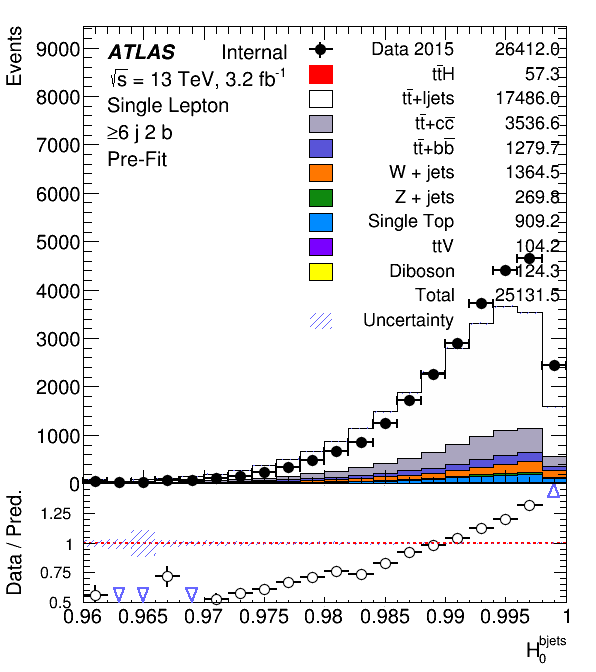 Events
9000
8000
7000
6000
5000
4000
3000
2000
1000
0
ATLAS Internal
√s = 13 TeV, 3.2 fb⁻¹
Single Lepton
≥6 j 2 b
Pre-Fit
Data 2015 26412.0
tt̄H 57.3
tt̄+ljets 17486.0
tt̄+cc̄ 3536.6
tt̄+bb̄ 1279.7
W + jets 1364.5
Z + jets 269.8
Single Top 909.2
ttV 104.2
Diboson 124.3
Total 25131.5
Uncertainty
Data / Pred.
1.25
1
0.75
0.5
0.96 0.965 0.97 0.975 0.98 0.985 0.99 0.995 1
H₀ᵇʲᵉᵗˢ